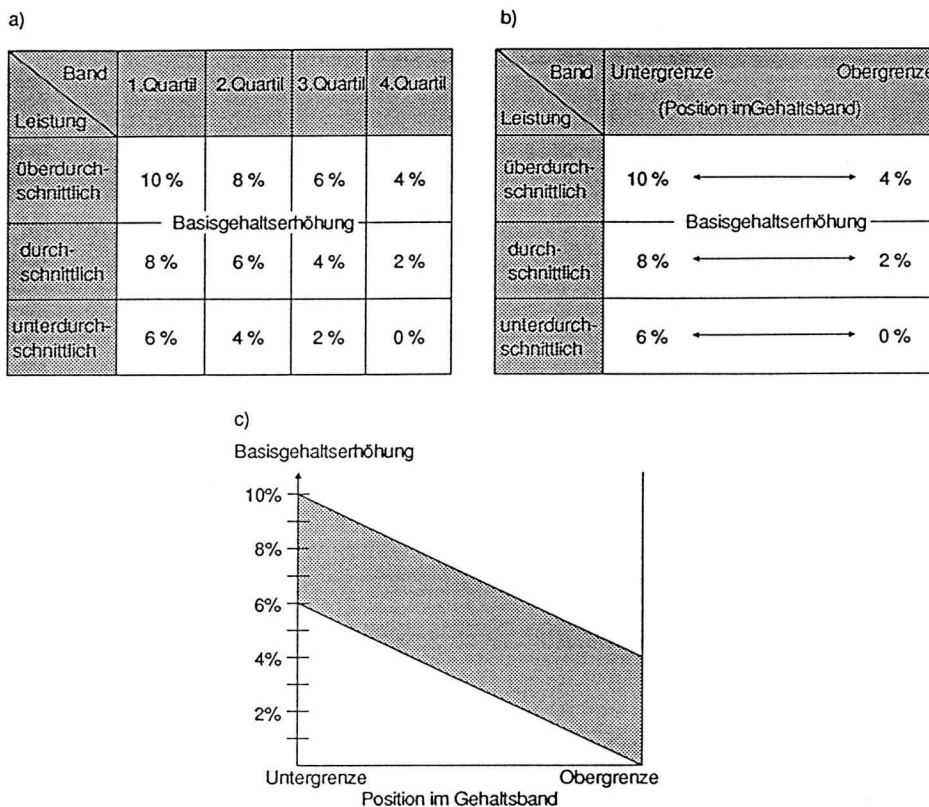 a)
Band
Leistung
1.Quartil 2.Quartil 3.Quartil 4.Quartil
überdurch-
schnittlich
10 % 8 % 6 % 4 %
Basisgehaltserhöhung
durch-
schnittlich
8 % 6 % 4 % 2 %
unterdurch-
schnittlich
6 % 4 % 2 % 0 %
b)
Band
Leistung
Untergrenze Obergrenze
(Position imGehaltsband)
überdurch-
schnittlich
10 % 4 %
Basisgehaltserhöhung
durch-
schnittlich
8 % 2 %
unterdurch-
schnittlich
6 % 0 %
c)
Basisgehaltserhöhung
10%
8%
6%
4%
2%
Untergrenze Obergrenze
Position im Gehaltsband